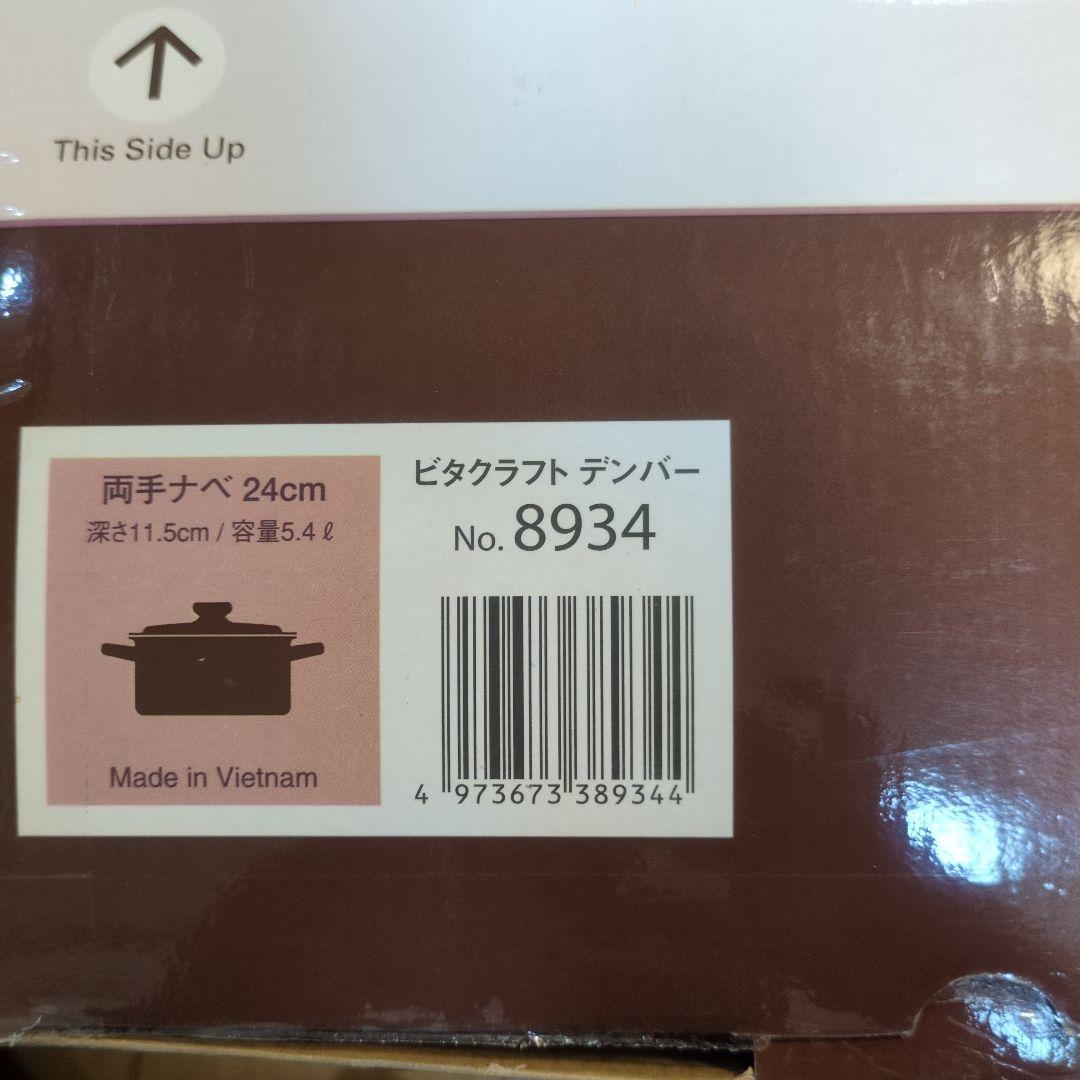 This Side Up
両手ナベ 24cm
深さ11.5cm / 容量5.4ℓ
Made in Vietnam
ビタクラフト デンバー
No. 8934
4 973673 389344